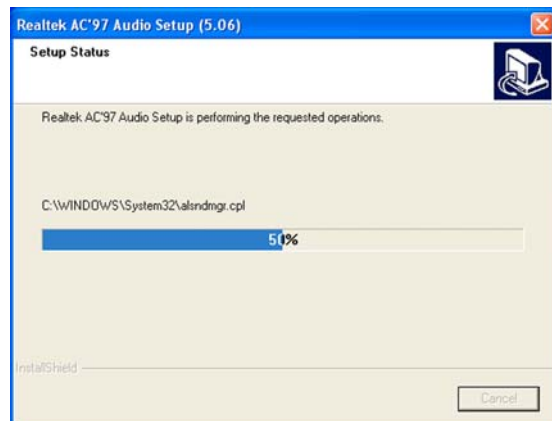 Realtek AC'97 Audio Setup (5.06)
Setup Status
Realtek AC'97 Audio Setup is performing the requested operations.
C:\WINDOWS\System32\alsndmgr.cpl
50%
InstallShield
Cancel